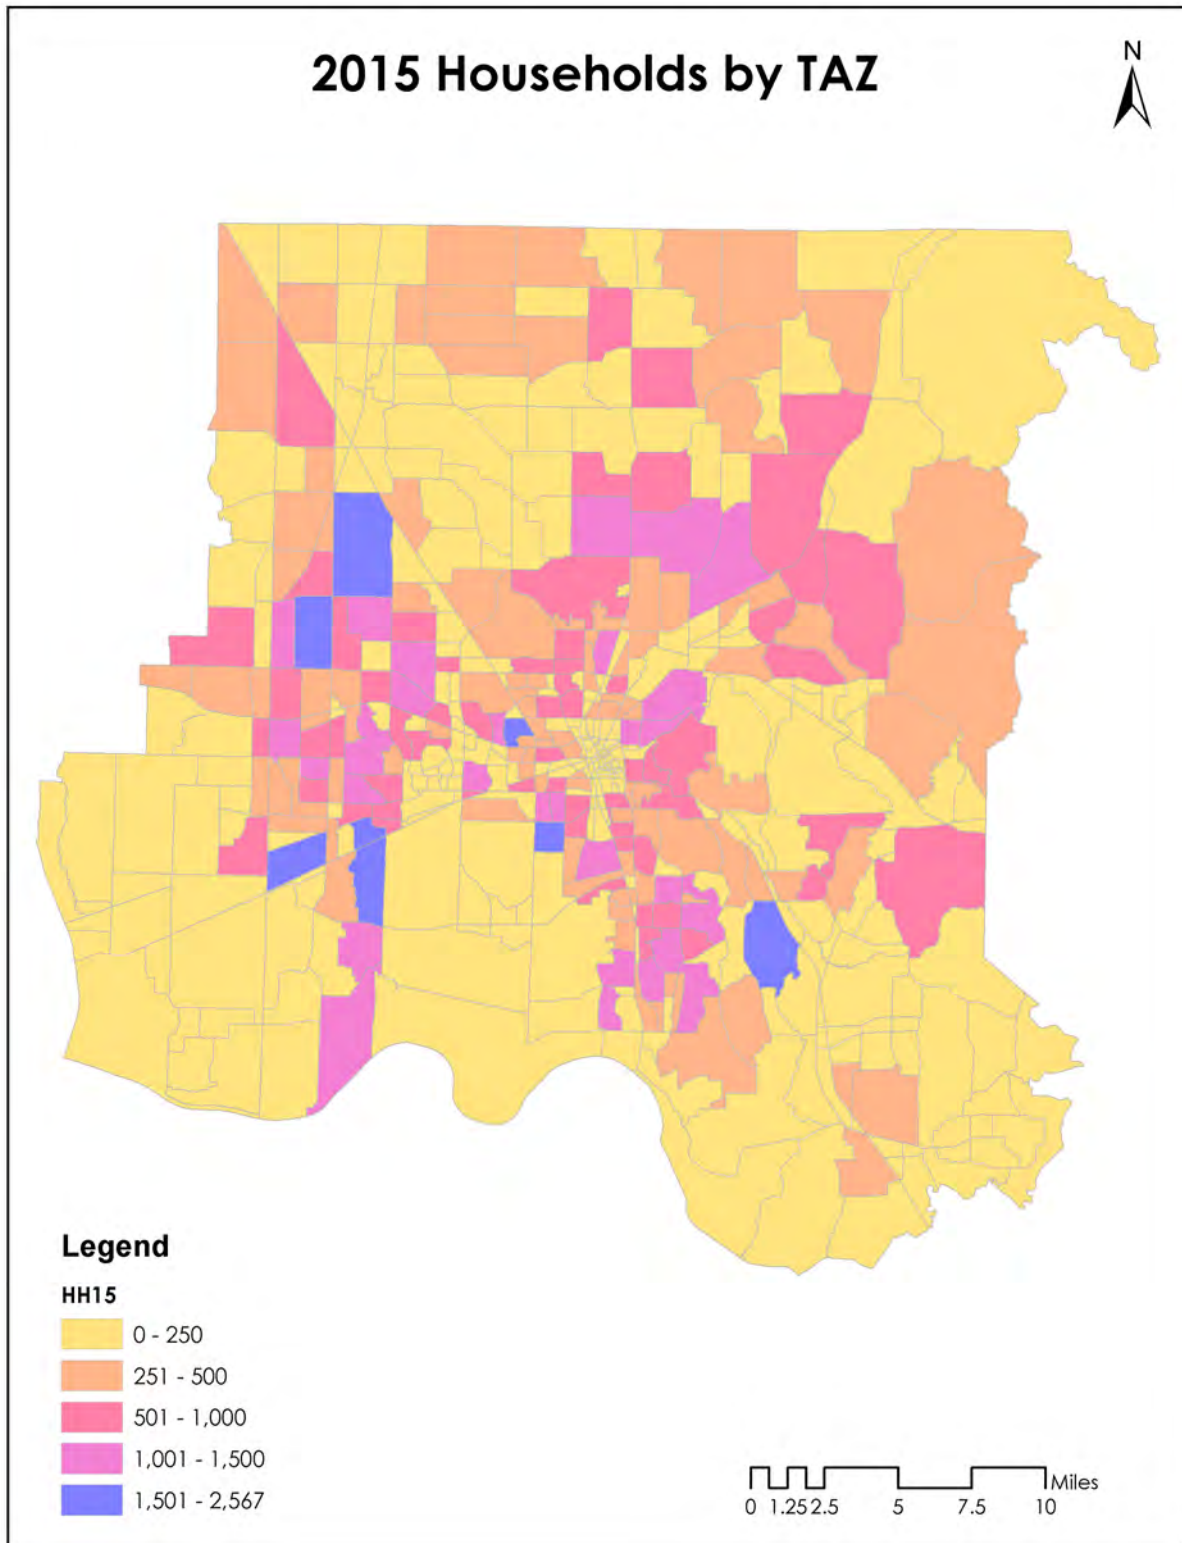 2015 Households by TAZ
N
Legend
HH15
0 - 250
251 - 500
501 - 1,000
1,001 - 1,500
1,501 - 2,567
Miles
0 1.25 2.5 5 7.5 10